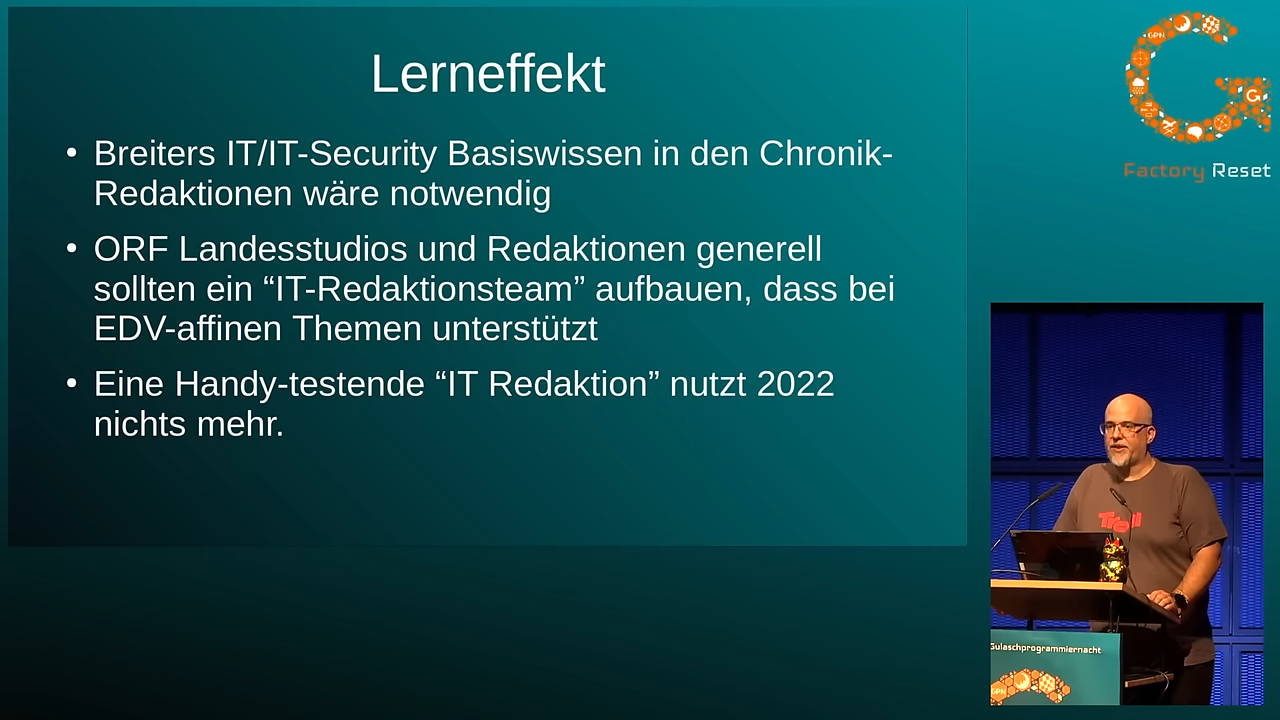 Lerneffekt
• Breiters IT/IT-Security Basiswissen in den Chronik-
Redaktionen wäre notwendig
• ORF Landesstudios und Redaktionen generell
sollten ein “IT-Redaktionsteam” aufbauen, dass bei
EDV-affinen Themen unterstützt
• Eine Handy-testende “IT Redaktion” nutzt 2022
nichts mehr.
GPN
G
Factory Reset
Troll
Gulaschprogrammiernacht
GPN